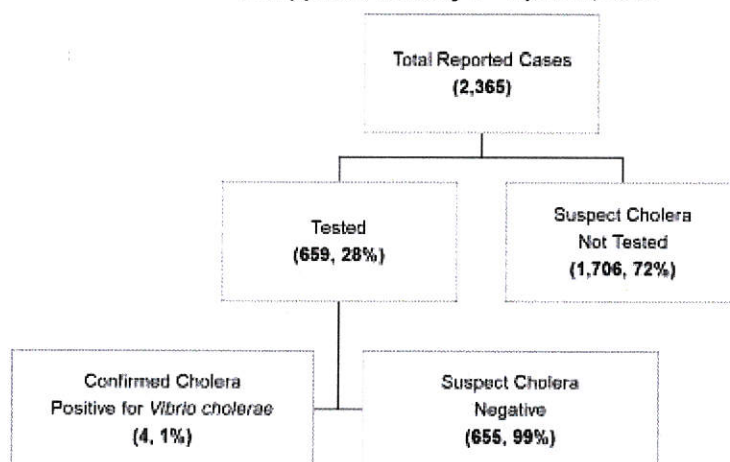 Total Reported Cases
(2,365)
Tested
(659, 28%)
Suspect Cholera
Not Tested
(1,706, 72%)
Confirmed Cholera
Positive for Vibrio cholerae
(4, 1%)
Suspect Cholera
Negative
(655, 99%)